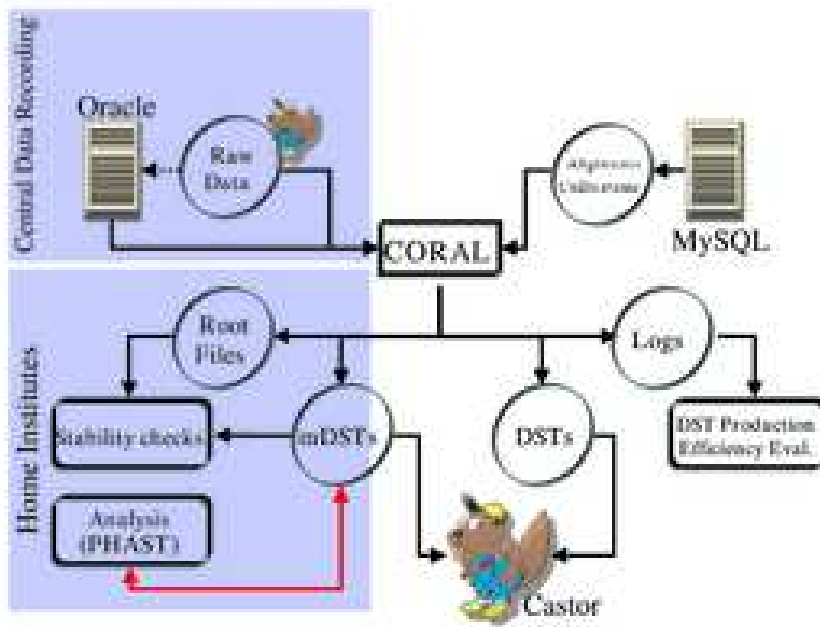 Central Data Recording
Oracle
Raw
Data
MySQL
CORAL
Home Institutes
Root
Files
Logs
Stability checks
mDSTs
DSTs
DST Production
Efficiency Eval.
Analysis
(PHAST)
Castor